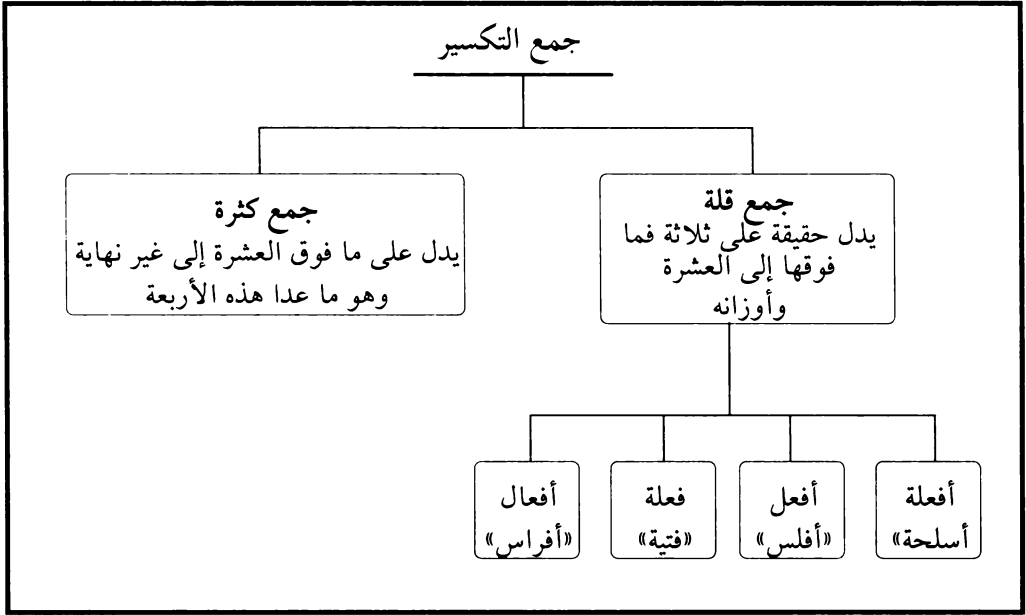 جمع التكسير
جمع قلة
يدل حقيقة على ثلاثة فما
فوقها إلى العشرة
وأوزانه
جمع كثرة
يدل على ما فوق العشرة إلى غير نهاية
وهو ما عدا هذه الأربعة
أفعلة
أسلحة»
أفعل
«أفلس»
فعلة
«فتية»
أفعال
«أفراس»